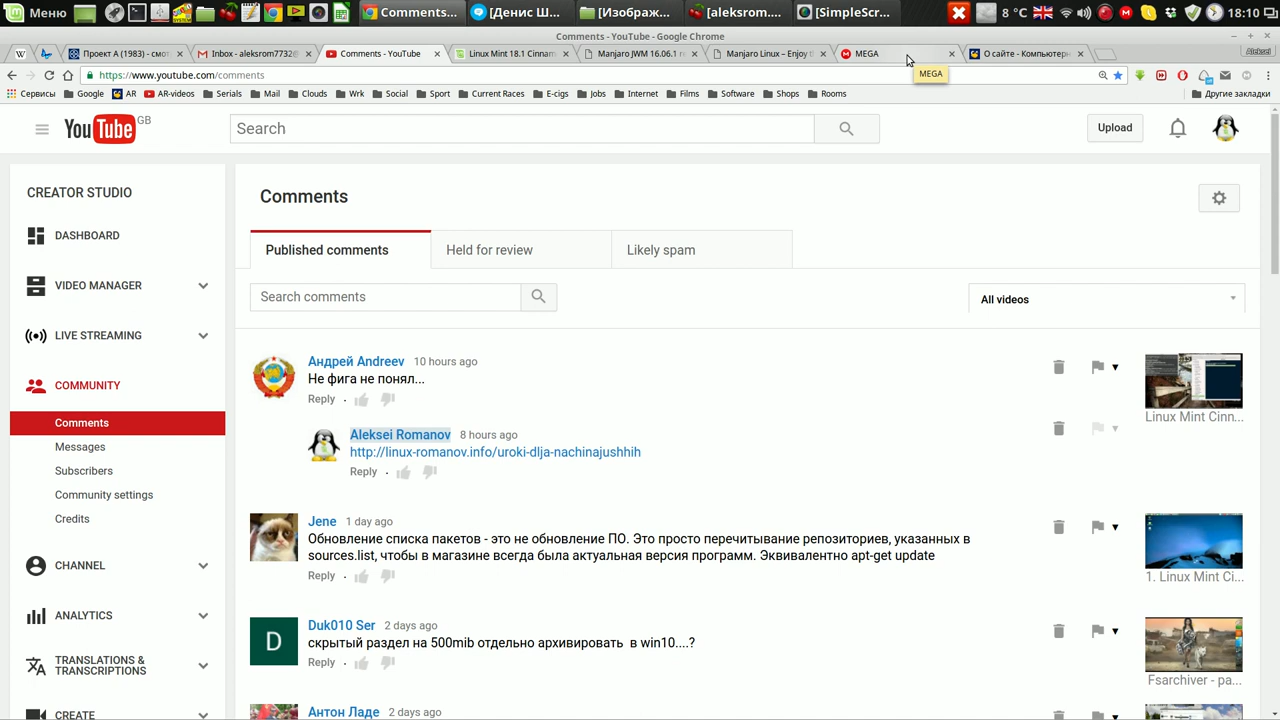 Меню
Comments...
[Денис Ш...
[Изображ...
[aleksrom....
[SimpleS...
8 °C
18:10
Comments - YouTube - Google Chrome
Проект А (1983) - смот
Inbox - aleksrom7732@
Comments - YouTube
Linux Mint 18.1 Cinnam
Manjaro JWM 16.06.1 r
Manjaro Linux – Enjoy t
MEGA
О сайте - Компьютерн
Aleksei
https://www.youtube.com/comments
MEGA
Сервисы
Google
AR
AR-videos
Serials
Mail
Clouds
Wrk
Social
Sport
Current Races
E-cigs
Jobs
Internet
Films
Software
Shops
Rooms
Другие закладки
YouTube GB
Search
Upload
CREATOR STUDIO
DASHBOARD
VIDEO MANAGER
LIVE STREAMING
COMMUNITY
Comments
Messages
Subscribers
Community settings
Credits
CHANNEL
ANALYTICS
TRANSLATIONS &
TRANSCRIPTIONS
CREATE
Comments
Published comments
Held for review
Likely spam
Search comments
All videos
Андрей Andreev 10 hours ago
Не фига не понял...
Reply
Linux Mint Cinn...
Aleksei Romanov 8 hours ago
http://linux-romanov.info/uroki-dlja-nachinajushhih
Reply
Jene 1 day ago
Обновление списка пакетов - это не обновление ПО. Это просто перечитывание репозиториев, указанных в
sources.list, чтобы в магазине всегда была актуальная версия программ. Эквивалентно apt-get update
Reply
1. Linux Mint Ci...
D
Duk010 Ser 2 days ago
скрытый раздел на 500mib отдельно архивировать в win10....?
Reply
Fsarchiver - ра...
Антон Ладе 2 days ago